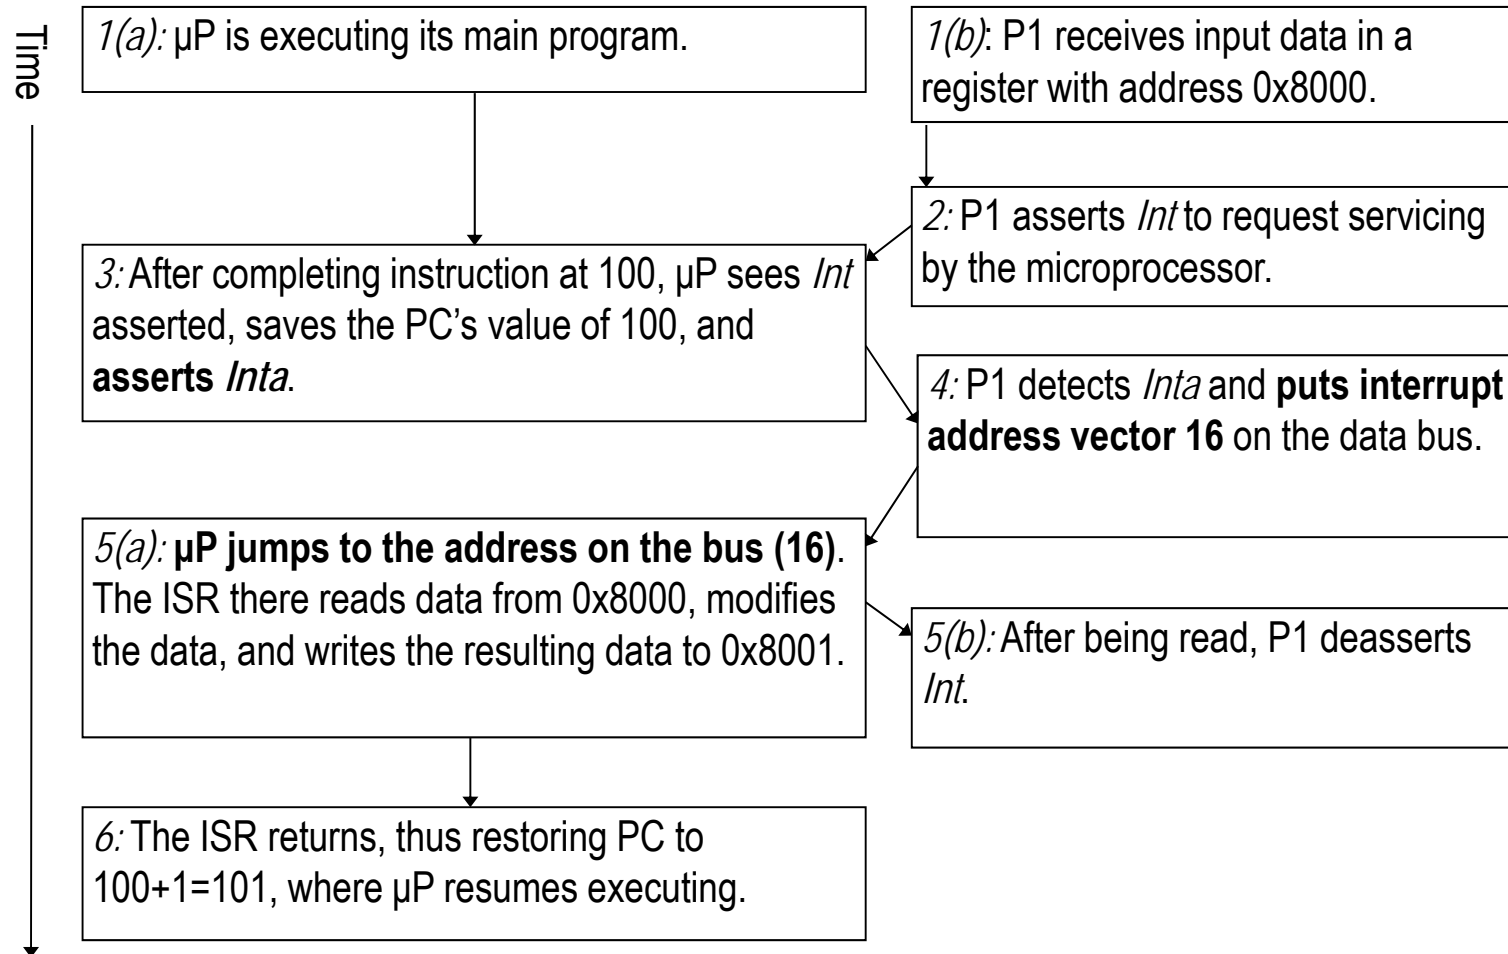 Time
1(a): µP is executing its main program.
1(b): P1 receives input data in a
register with address 0x8000.
2: P1 asserts Int to request servicing
by the microprocessor.
3: After completing instruction at 100, µP sees Int
asserted, saves the PC’s value of 100, and
asserts Inta.
4: P1 detects Inta and puts interrupt
address vector 16 on the data bus.
5(a): µP jumps to the address on the bus (16).
The ISR there reads data from 0x8000, modifies
the data, and writes the resulting data to 0x8001.
5(b): After being read, P1 deasserts
Int.
6: The ISR returns, thus restoring PC to
100+1=101, where µP resumes executing.